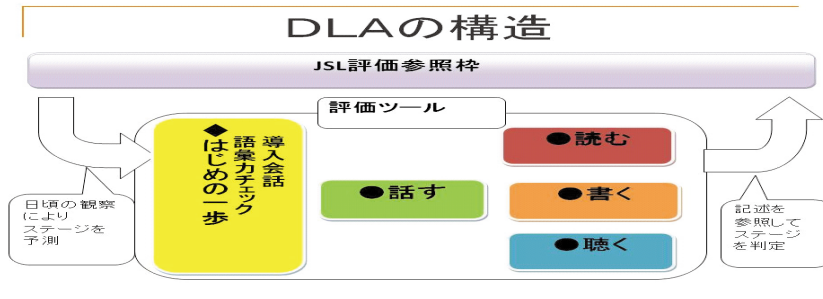 DLAの構造
JSL評価参照枠
評価ツール
◆はじめの一歩
導入会話
語彙力チェック
●話す
●読む
●書く
●聴く
日頃の観察
により
ステージを
予測
記述を
参照して
ステージ
を判定